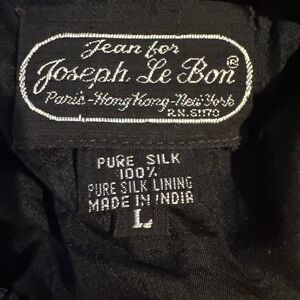 Jean for
Joseph Le Bon®
Paris-Hong Kong-New York
R.N. 51170
PURE SILK
100%
PURE SILK LINING
MADE IN INDIA
L